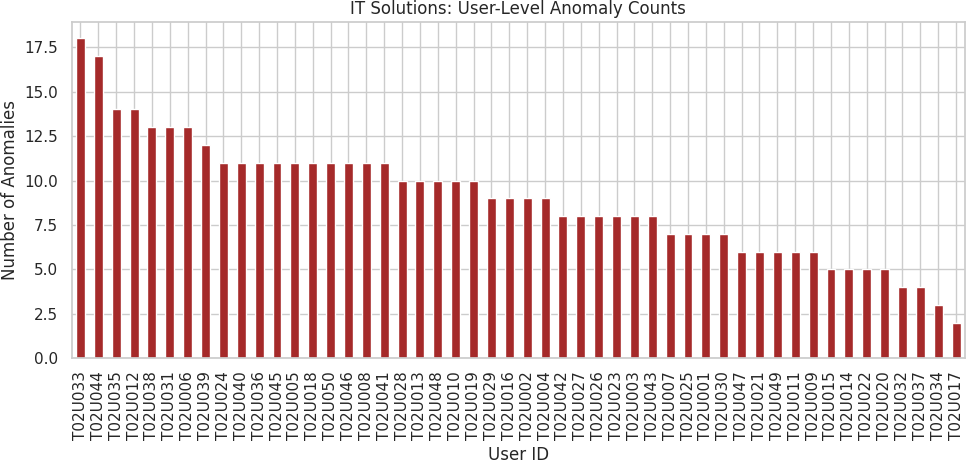 IT Solutions: User-Level Anomaly Counts
Number of Anomalies
17.5
15.0
12.5
10.0
7.5
5.0
2.5
0.0
T02U033
T02U044
T02U035
T02U012
T02U038
T02U031
T02U006
T02U039
T02U024
T02U040
T02U036
T02U045
T02U005
T02U018
T02U050
T02U046
T02U008
T02U041
T02U028
T02U013
T02U048
T02U010
T02U019
T02U029
T02U016
T02U002
T02U004
T02U042
T02U027
T02U026
T02U023
T02U003
T02U043
T02U007
T02U025
T02U001
T02U030
T02U047
T02U021
T02U049
T02U011
T02U009
T02U015
T02U014
T02U022
T02U020
T02U032
T02U037
T02U034
T02U017
User ID